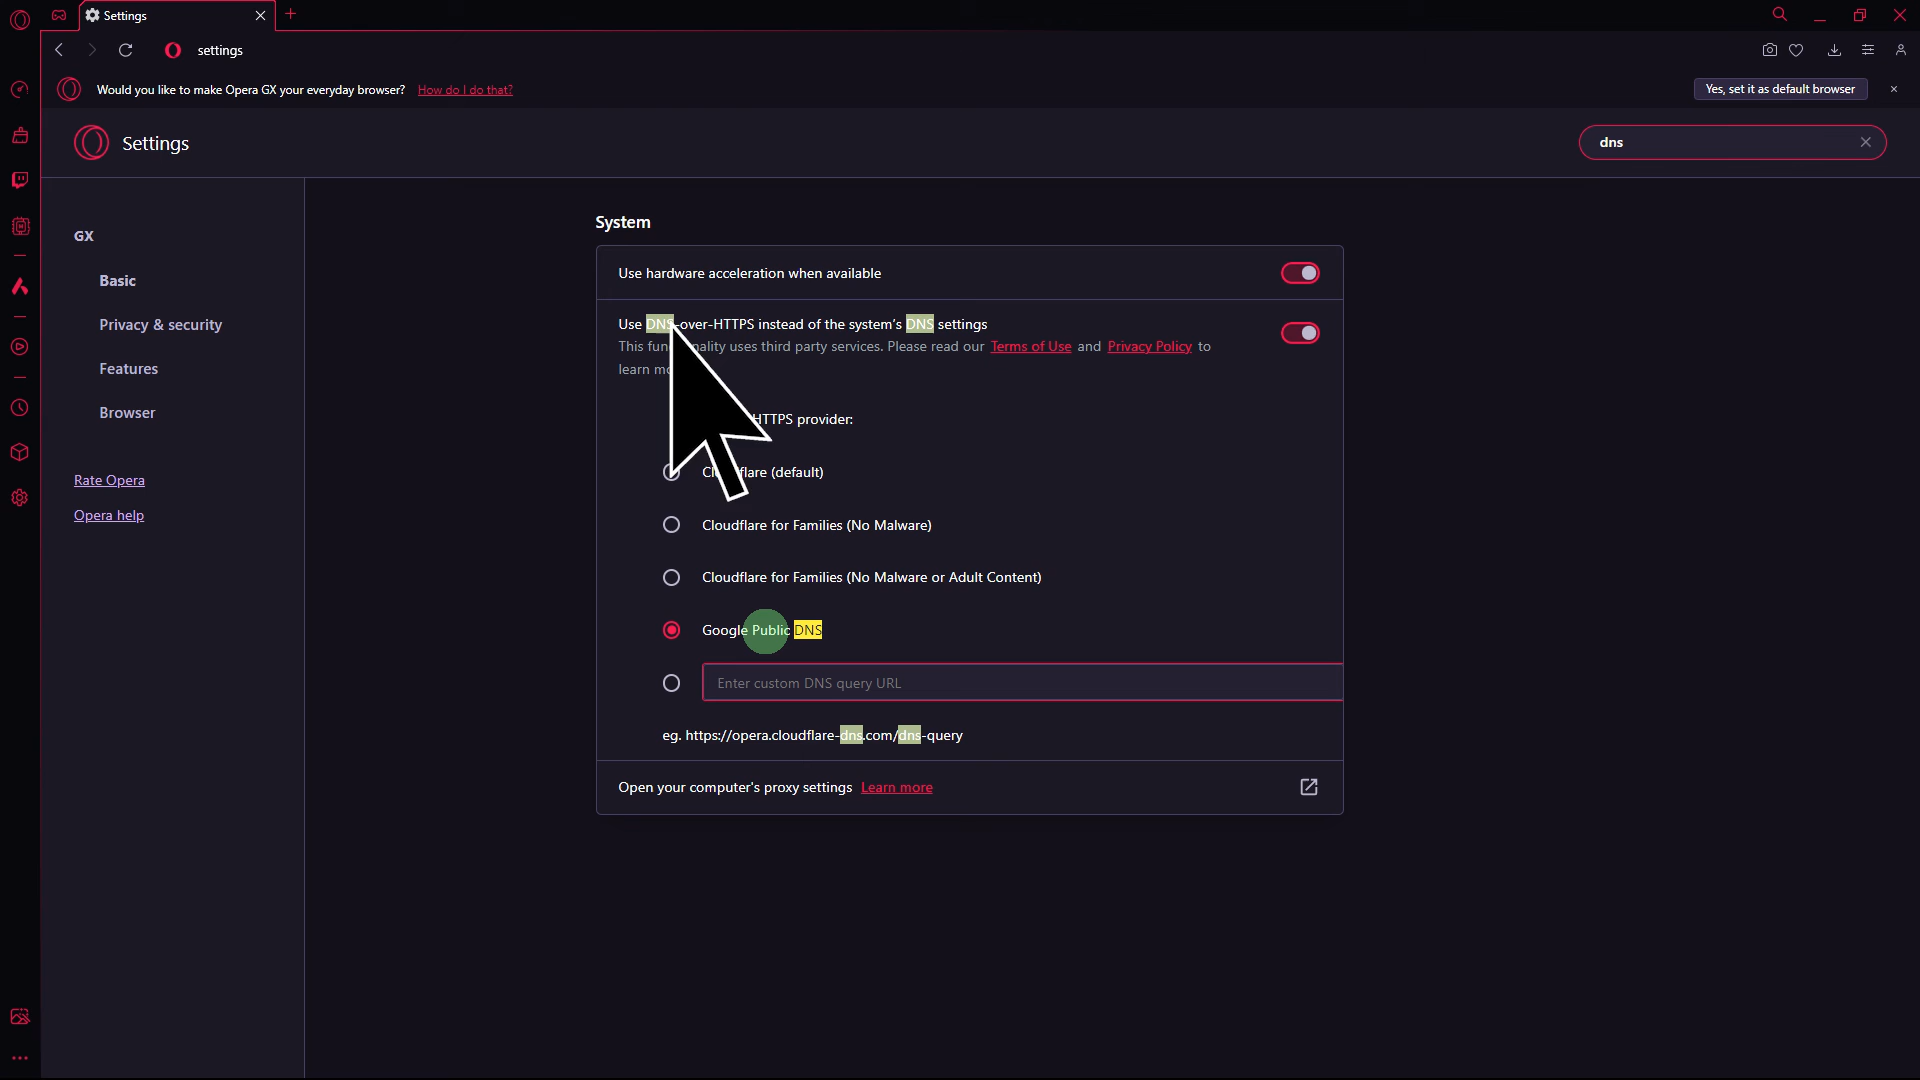 Settings
settings
Would you like to make Opera GX your everyday browser? How do I do that?
Yes, set it as default browser
Settings
dns
GX
Basic
Privacy & security
Features
Browser
Rate Opera
Opera help
System
Use hardware acceleration when available
Use DNS-over-HTTPS instead of the system's DNS settings
This functionality uses third party services. Please read our Terms of Use and Privacy Policy to
learn
HTTPS provider:
Cloudflare (default)
Cloudflare for Families (No Malware)
Cloudflare for Families (No Malware or Adult Content)
Google Public DNS
Enter custom DNS query URL
eg. https://opera.cloudflare-dns.com/dns-query
Open your computer's proxy settings Learn more